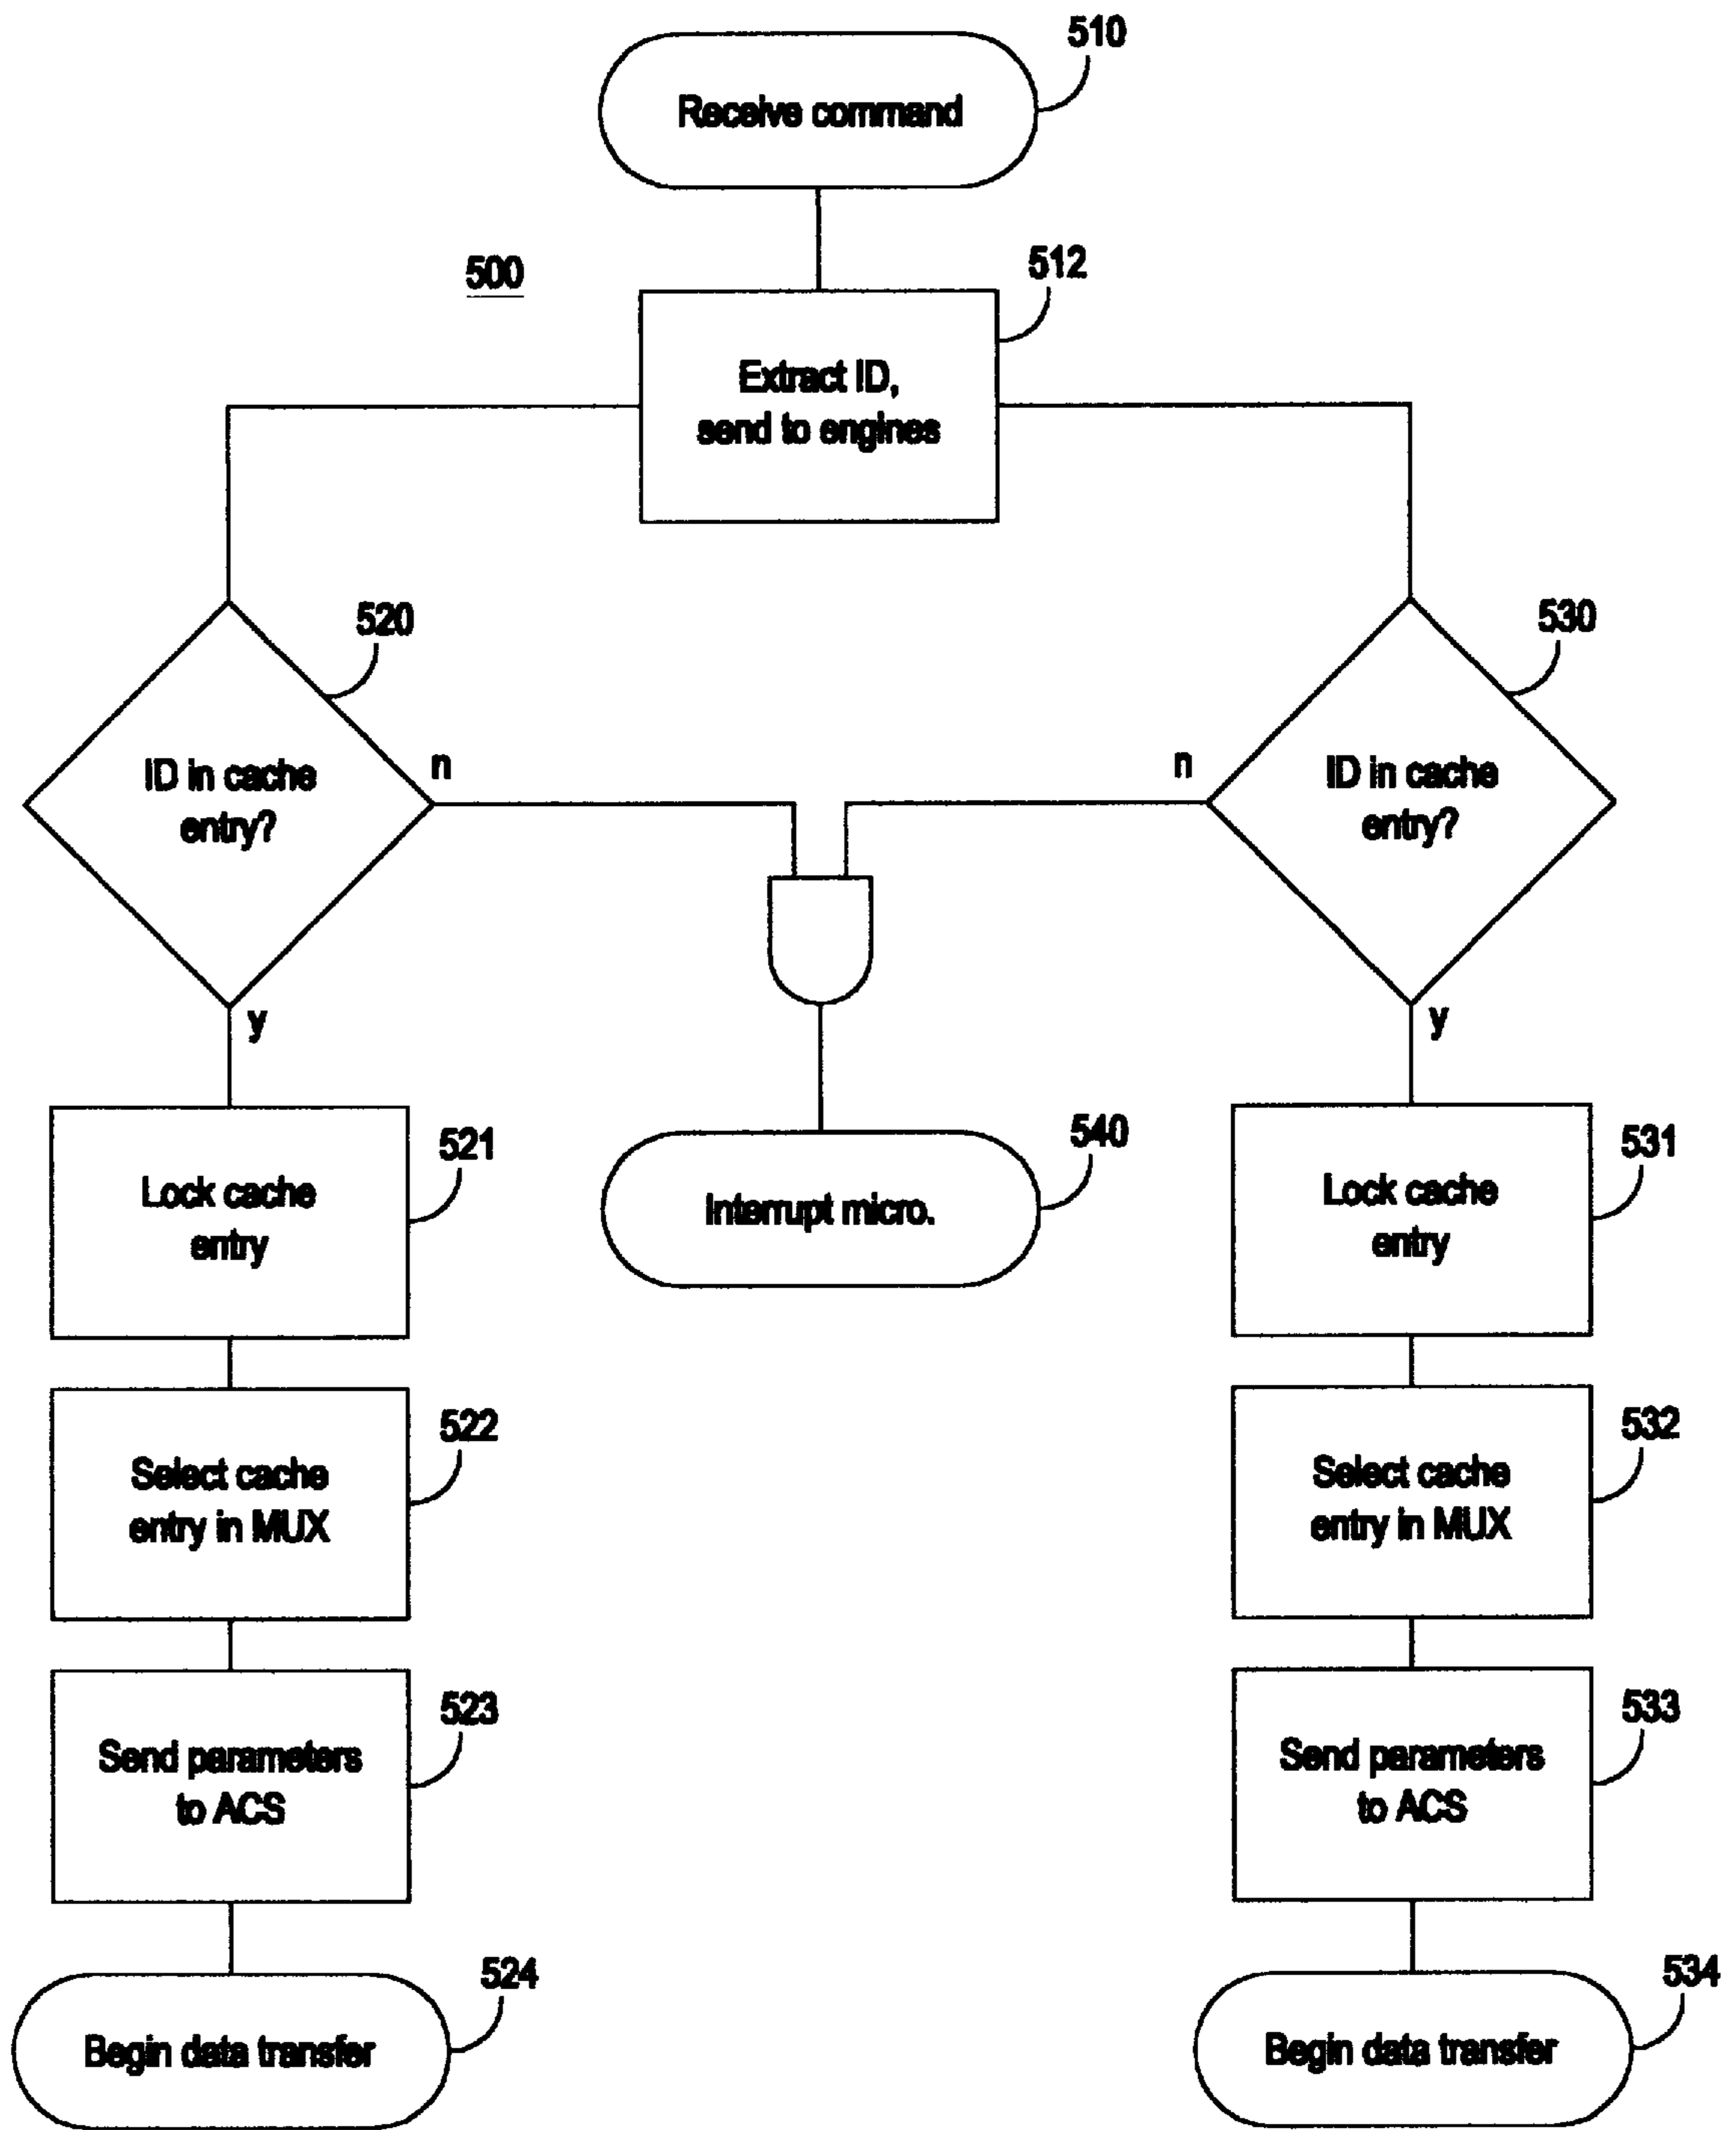 510
Receive command
500
512
Extract ID,
send to engines
520
530
ID in cache
entry?
n
n
ID in cache
entry?
y
y
521
Lock cache
entry
540
Interrupt micro.
531
Lock cache
entry
522
Select cache
entry in MUX
532
Select cache
entry in MUX
523
Send parameters
to ACS
533
Send parameters
to ACS
524
Begin data transfer
534
Begin data transfer